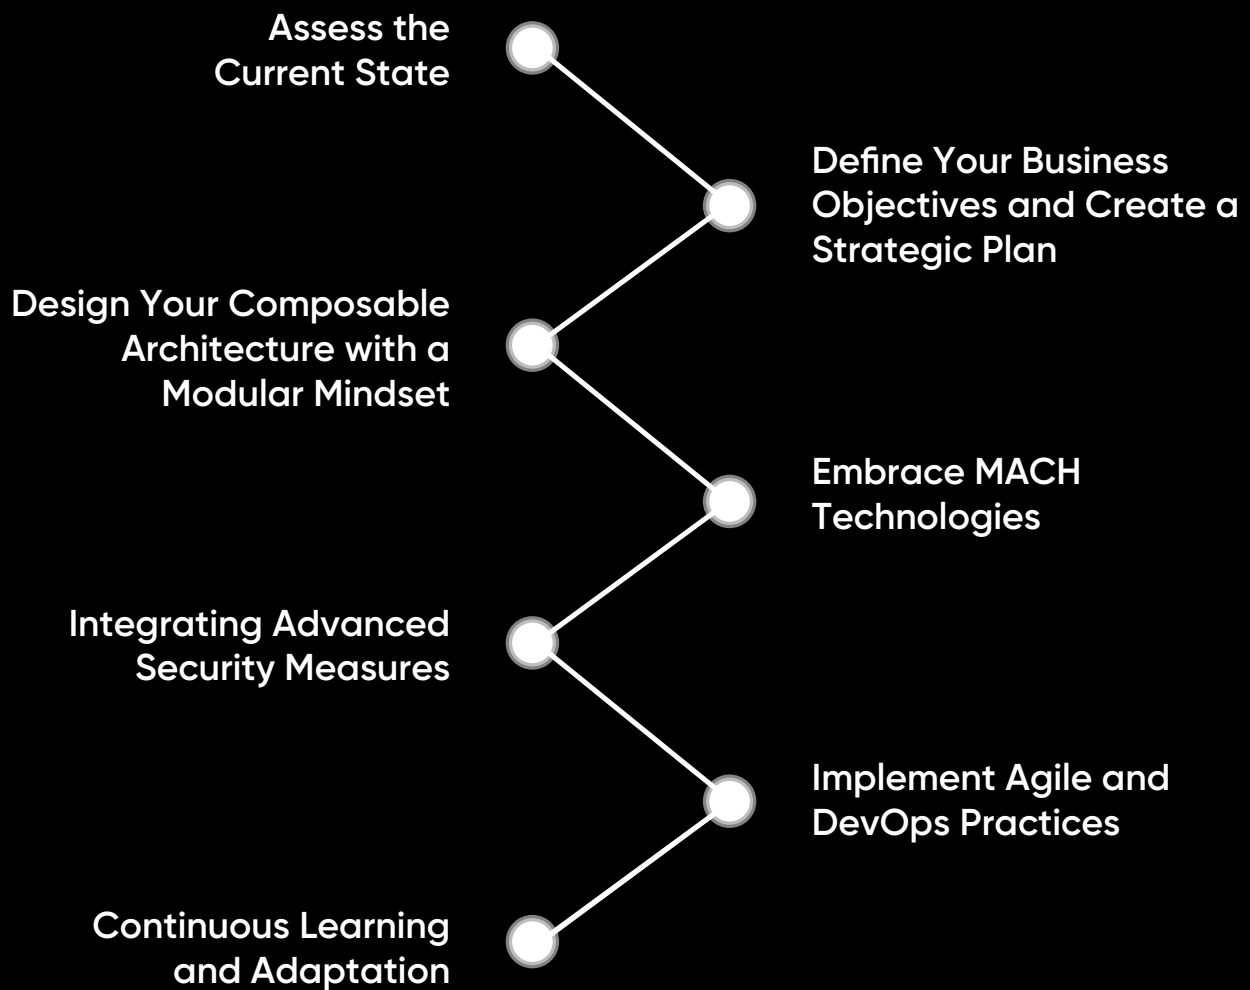 Assess the
Current State
Define Your Business
Objectives and Create a
Strategic Plan
Design Your Composable
Architecture with a
Modular Mindset
Embrace MACH
Technologies
Integrating Advanced
Security Measures
Implement Agile and
DevOps Practices
Continuous Learning
and Adaptation